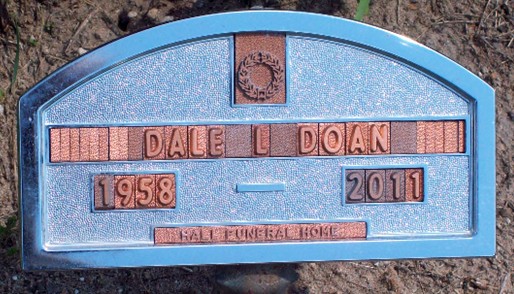 DALE L DOAN
1958 - 2011
HALL FUNERAL HOME